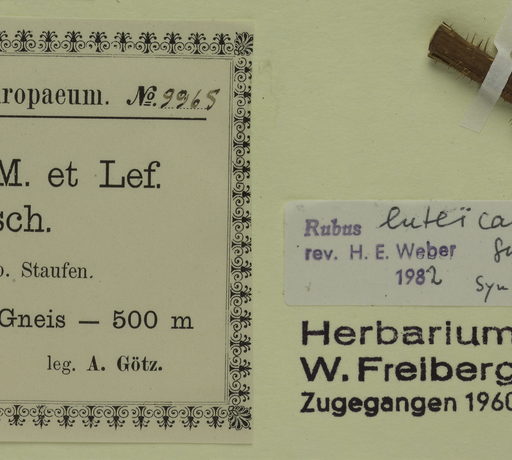 ropaeum. No. 9965
M. et Lef.
sch.
o. Staufen.
Gneis — 500 m
leg. A. Götz.
Rubus
rev. H. E. Weber
1982 Syn
Herbarium
W. Freiberg
Zugegangen 1960